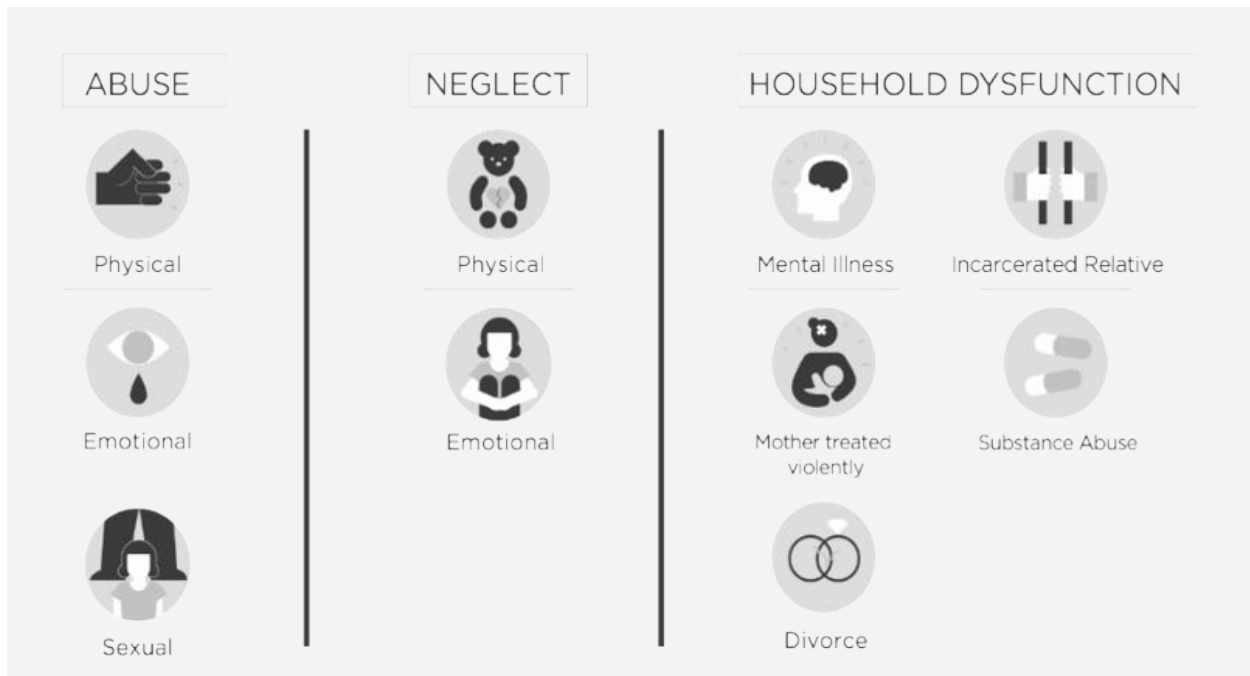 ABUSE
Physical
Emotional
Sexual
NEGLECT
Physical
Emotional
HOUSEHOLD DYSFUNCTION
Mental Illness
Incarcerated Relative
Mother treated
violently
Substance Abuse
Divorce